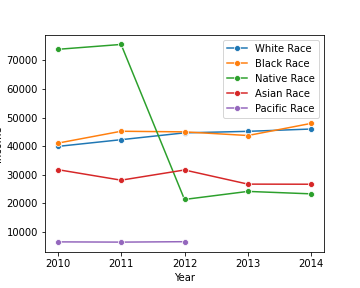 White Race
Black Race
Native Race
Asian Race
Pacific Race
70000
60000
50000
40000
30000
20000
10000
2010 2011 2012 2013 2014
Year